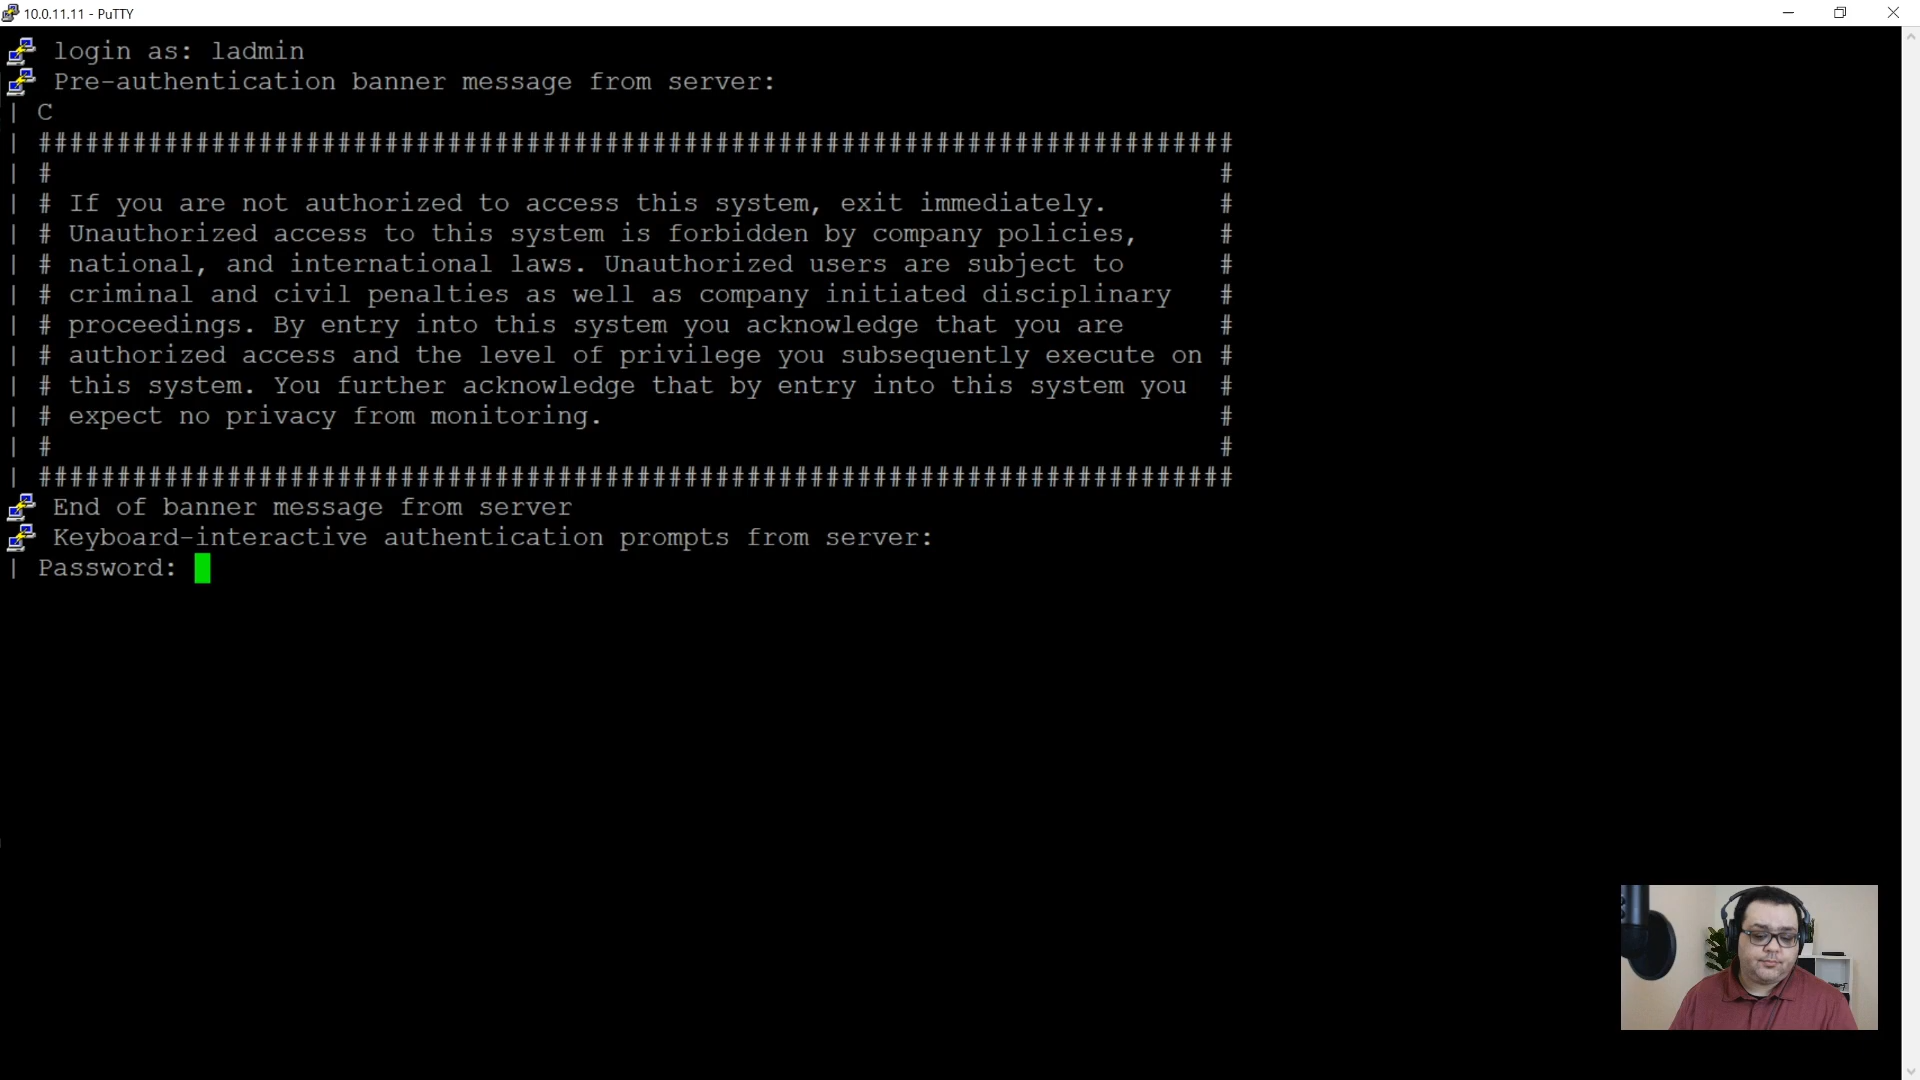 10.0.11.11 - PuTTY
login as: ladmin
Pre-authentication banner message from server:
| C
| ############################################################################
| #                                                                          #
| # If you are not authorized to access this system, exit immediately.       #
| # Unauthorized access to this system is forbidden by company policies,     #
| # national, and international laws. Unauthorized users are subject to      #
| # criminal and civil penalties as well as company initiated disciplinary   #
| # proceedings. By entry into this system you acknowledge that you are      #
| # authorized access and the level of privilege you subsequently execute on #
| # this system. You further acknowledge that by entry into this system you  #
| # expect no privacy from monitoring.                                       #
| #                                                                          #
| ############################################################################
End of banner message from server
Keyboard-interactive authentication prompts from server:
| Password: